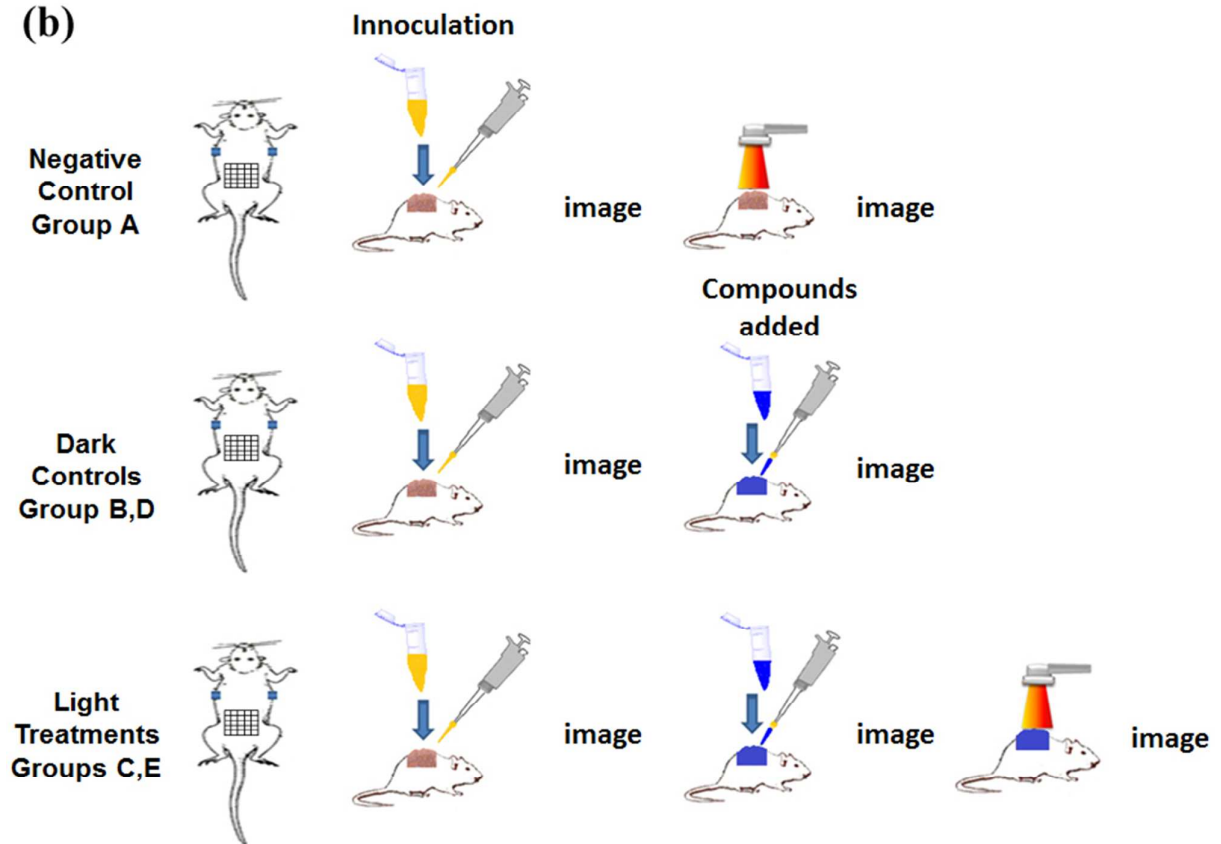 (b)
Innoculation
Negative
Control
Group A
image
image
Compounds
added
Dark
Controls
Group B,D
image
image
Light
Treatments
Groups C,E
image
image
image